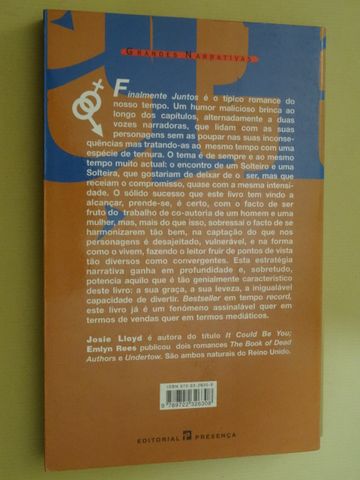 GRANDES NARRATIVAS
Finalmente Juntos é o típico romance do
nosso tempo. Um humor malicioso brinca ao
longo dos capítulos, alternadamente a duas
vozes narradoras, que lidam com as suas
personagens sem as poupar nas suas inconse-
quências mas tratando-as ao mesmo tempo com uma
espécie de ternura. O tema é de sempre e ao mesmo
tempo muito actual: o encontro de um Solteiro e uma
Solteira, que gostariam de deixar de o ser, mas que
receiam o compromisso, quase com a mesma intensi-
dade. O sólido sucesso que este livro tem vindo a
alcançar, prende-se, é certo, com o facto de ser
fruto do trabalho de co-autoria de um homem e uma
mulher, mas, mais do que isso, sobressai o facto de se
harmonizarem tão bem, na captação do que nos
personagens é desajeitado, vulnerável, e na forma
como o vivem, fazendo o leitor fruir de pontos de vista
tão diversos como convergentes. Esta estratégia
narrativa ganha em profundidade e, sobretudo,
potencia aquilo que é tão genialmente característico
deste livro: a sua graça, a sua leveza, a inigualável
capacidade de divertir. Bestseller em tempo record,
este livro já é um fenómeno assinalável quer em
termos de vendas quer em termos mediáticos.
Josie Lloyd é autora do título It Could Be You;
Emlyn Rees publicou dois romances The Book of Dead
Authors e Undertow. São ambos naturais do Reino Unido.
9 789722 326308
EDITORIAL PRESENÇA